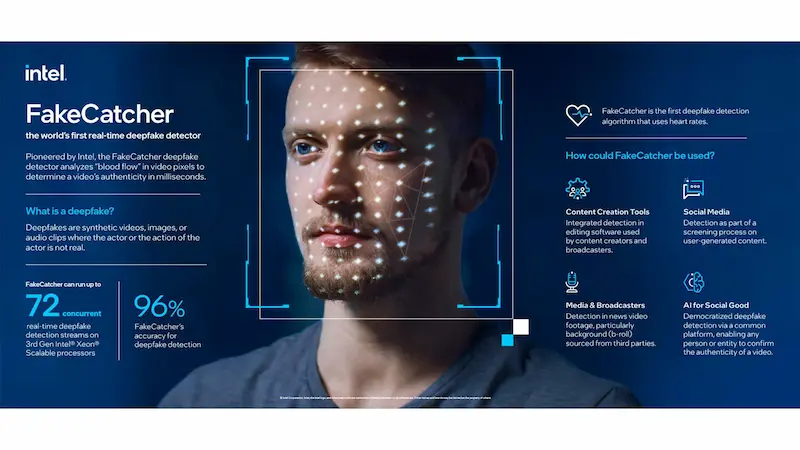 intel.
FakeCatcher
the world's first real-time deepfake detector
Pioneered by Intel, the FakeCatcher deepfake
detector analyzes "blood flow" in video pixels to
determine a video's authenticity in milliseconds.
What is a deepfake?
Deepfakes are synthetic videos, images, or
audio clips where the actor or the action of the
actor is not real.
FakeCatcher can run up to
72 concurrent
real-time deepfake
detection streams on
3rd Gen Intel® Xeon®
Scalable processors
96%
FakeCatcher's
accuracy for
deepfake detection
FakeCatcher is the first deepfake detection
algorithm that uses heart rates.
How could FakeCatcher be used?
Content Creation Tools
Integrated detection in
editing software used
by content creators and
broadcasters.
Social Media
Detection as part of a
screening process on
user-generated content.
Media & Broadcasters
Detection in news video
footage, particularly
background (b-roll)
sourced from third parties.
AI for Social Good
Democratized deepfake
detection via a common
platform, enabling any
person or entity to confirm
the authenticity of a video.